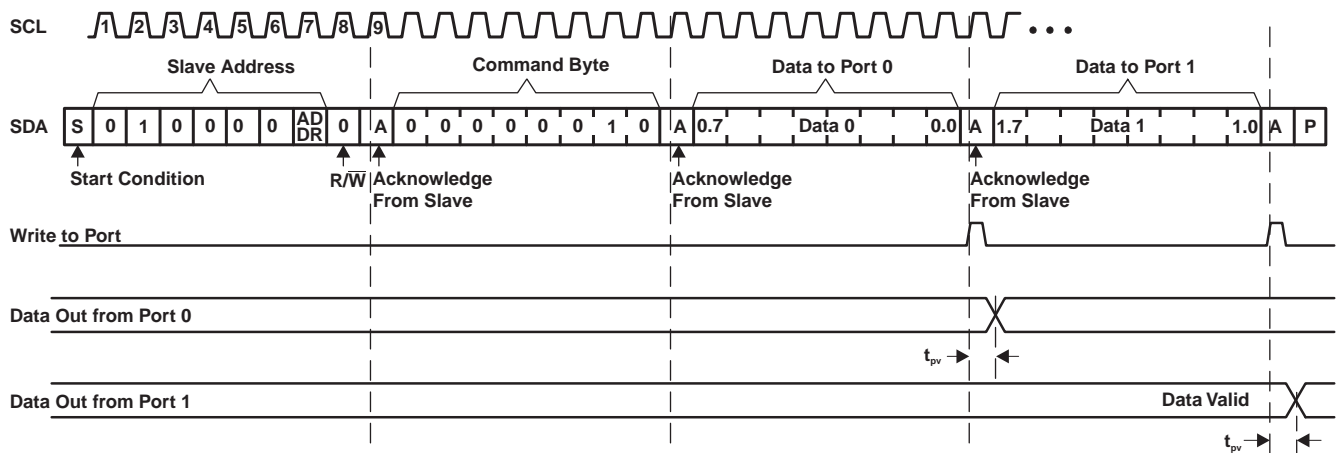 SCL 1 2 3 4 5 6 7 8 9 • • •
Slave Address Command Byte Data to Port 0 Data to Port 1
SDA S 0 1 0 0 0 0 AD DR 0 A 0 0 0 0 0 0 1 0 A 0.7 Data 0 0.0 A 1.7 Data 1 1.0 A P
Start Condition R/W̅ Acknowledge From Slave Acknowledge From Slave Acknowledge From Slave
Write to Port
Data Out from Port 0
tpv
Data Out from Port 1 Data Valid
tpv